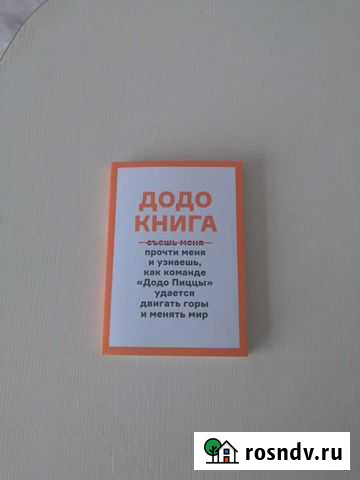 ДОДО
КНИГА
съешь меня
прочти меня
и узнаешь,
как команде
«Додо Пиццы»
удается
двигать горы
и менять мир
rosndv.ru